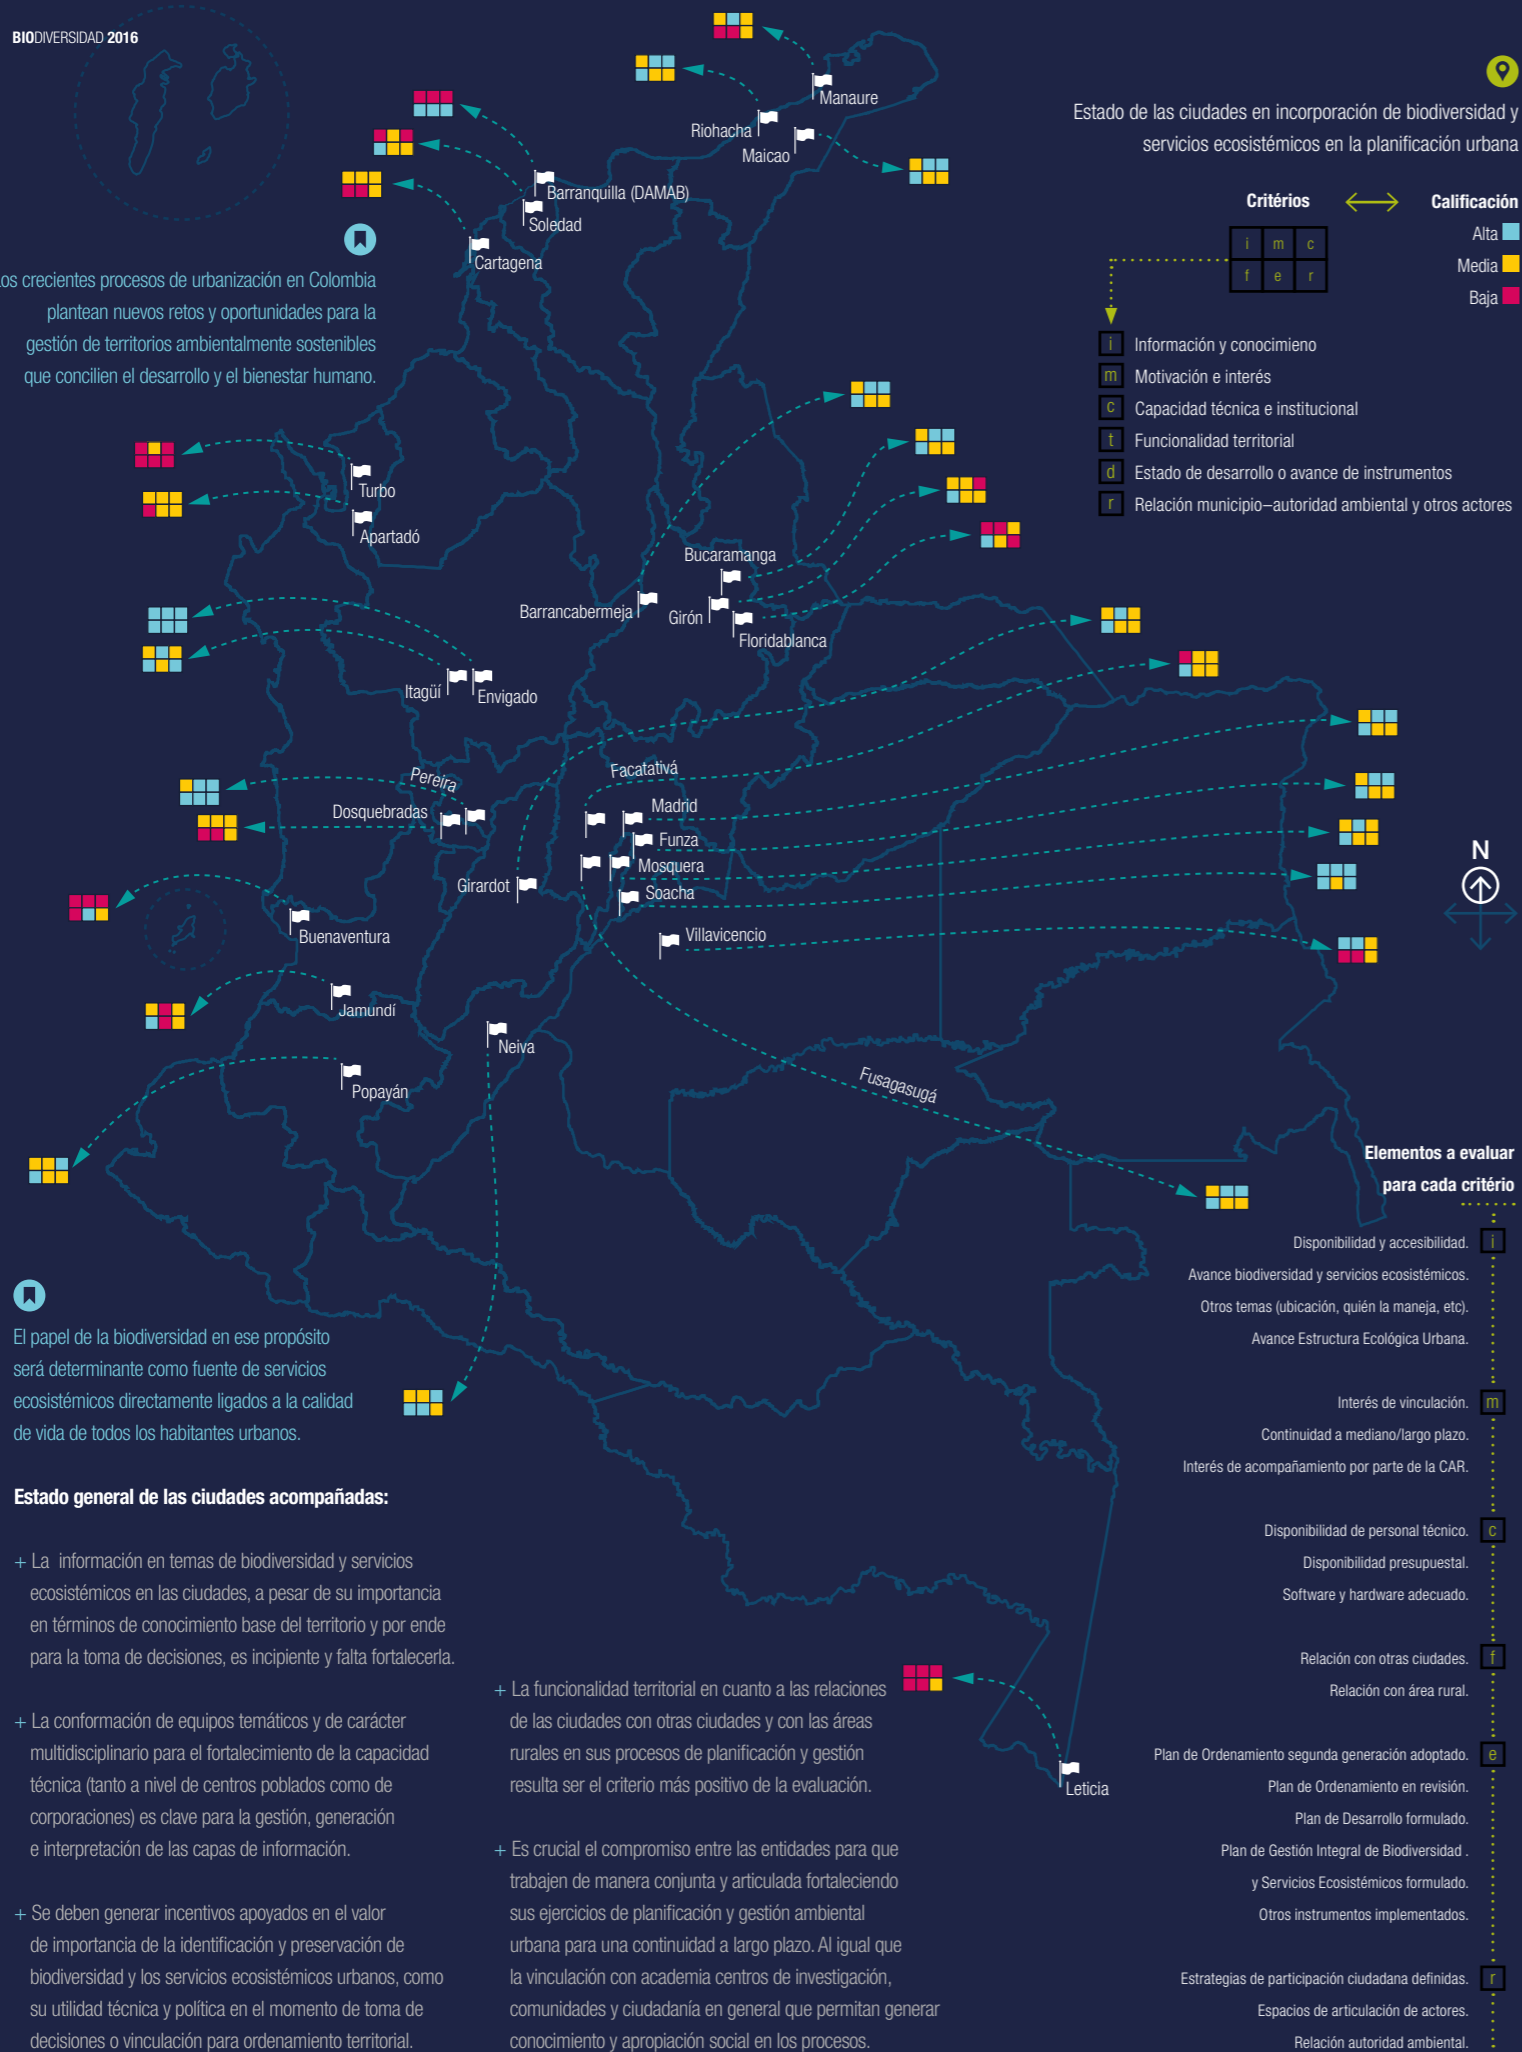 BIODIVERSIDAD 2016
Estado de las ciudades en incorporación de biodiversidad y
servicios ecosistémicos en la planificación urbana
Critérios
Calificación
i m c
f e r
Alta
Media
Baja
i Información y conocimieno
m Motivación e interés
c Capacidad técnica e institucional
t Funcionalidad territorial
d Estado de desarrollo o avance de instrumentos
r Relación municipio–autoridad ambiental y otros actores
os crecientes procesos de urbanización en Colombia
plantean nuevos retos y oportunidades para la
gestión de territorios ambientalmente sostenibles
que concilien el desarrollo y el bienestar humano.
Manaure
Riohacha
Maicao
Barranquilla (DAMAB)
Soledad
Cartagena
Turbo
Apartadó
Bucaramanga
Barrancabermeja
Girón
Floridablanca
Itagüí
Envigado
Pereira
Dosquebradas
Facatativá
Madrid
Funza
Mosquera
Girardot
Soacha
Villavicencio
Buenaventura
Jamundí
Neiva
Popayán
Fusagasugá
Leticia
N
El papel de la biodiversidad en ese propósito
será determinante como fuente de servicios
ecosistémicos directamente ligados a la calidad
de vida de todos los habitantes urbanos.
Estado general de las ciudades acompañadas:
+ La información en temas de biodiversidad y servicios
ecosistémicos en las ciudades, a pesar de su importancia
en términos de conocimiento base del territorio y por ende
para la toma de decisiones, es incipiente y falta fortalecerla.
+ La conformación de equipos temáticos y de carácter
multidisciplinario para el fortalecimiento de la capacidad
técnica (tanto a nivel de centros poblados como de
corporaciones) es clave para la gestión, generación
e interpretación de las capas de información.
+ Se deben generar incentivos apoyados en el valor
de importancia de la identificación y preservación de
biodiversidad y los servicios ecosistémicos urbanos, como
su utilidad técnica y política en el momento de toma de
decisiones o vinculación para ordenamiento territorial.
+ La funcionalidad territorial en cuanto a las relaciones
de las ciudades con otras ciudades y con las áreas
rurales en sus procesos de planificación y gestión
resulta ser el criterio más positivo de la evaluación.
+ Es crucial el compromiso entre las entidades para que
trabajen de manera conjunta y articulada fortaleciendo
sus ejercicios de planificación y gestión ambiental
urbana para una continuidad a largo plazo. Al igual que
la vinculación con academia centros de investigación,
comunidades y ciudadanía en general que permitan generar
conocimiento y apropiación social en los procesos.
Elementos a evaluar
para cada critério
Disponibilidad y accesibilidad. i
Avance biodiversidad y servicios ecosistémicos.
Otros temas (ubicación, quién la maneja, etc).
Avance Estructura Ecológica Urbana.
Interés de vinculación. m
Continuidad a mediano/largo plazo.
Interés de acompañamiento por parte de la CAR.
Disponibilidad de personal técnico. c
Disponibilidad presupuestal.
Software y hardware adecuado.
Relación con otras ciudades. f
Relación con área rural.
Plan de Ordenamiento segunda generación adoptado. e
Plan de Ordenamiento en revisión.
Plan de Desarrollo formulado.
Plan de Gestión Integral de Biodiversidad .
y Servicios Ecosistémicos formulado.
Otros instrumentos implementados.
Estrategias de participación ciudadana definidas. r
Espacios de articulación de actores.
Relación autoridad ambiental.